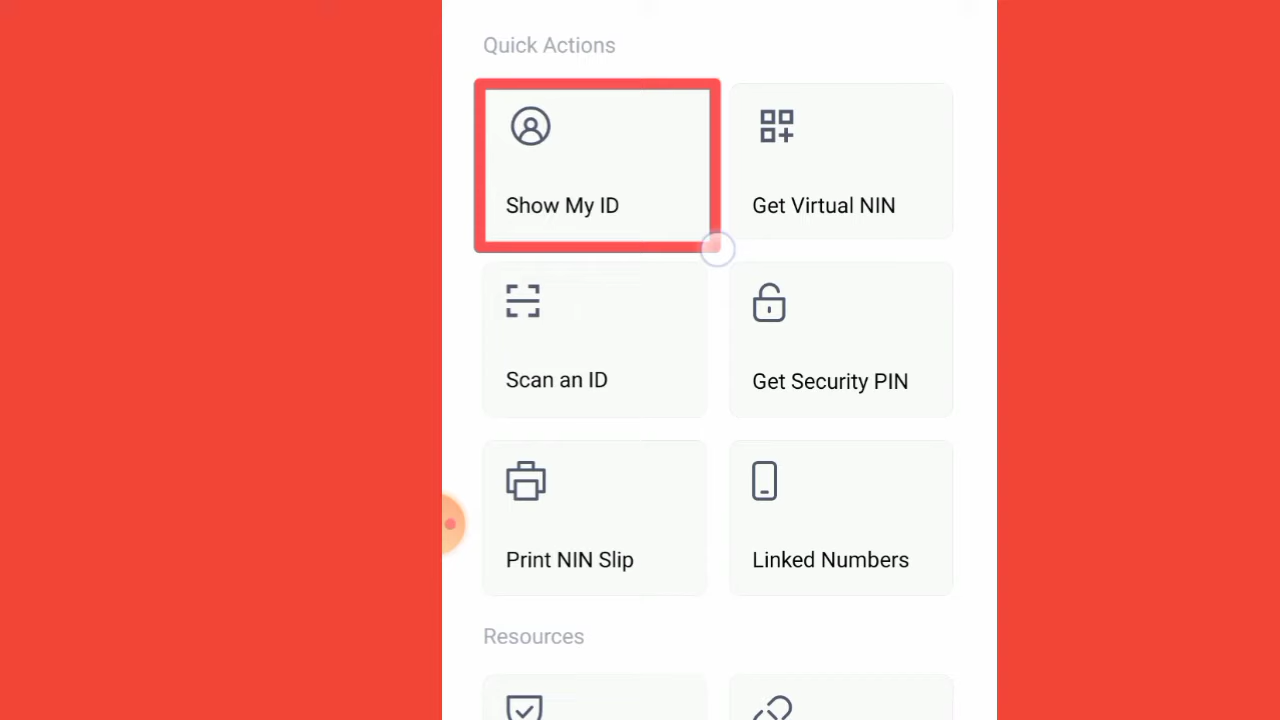 Quick Actions
Show My ID
Get Virtual NIN
Scan an ID
Get Security PIN
Print NIN Slip
Linked Numbers
Resources